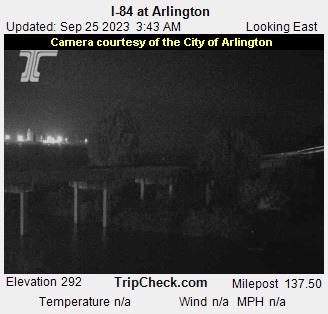 I-84 at Arlington
Updated: Sep 25 2023 3:43 AM Looking East
Camera courtesy of the City of Arlington
Elevation 292 TripCheck.com Milepost 137.50
Temperature n/a Wind n/a MPH n/a